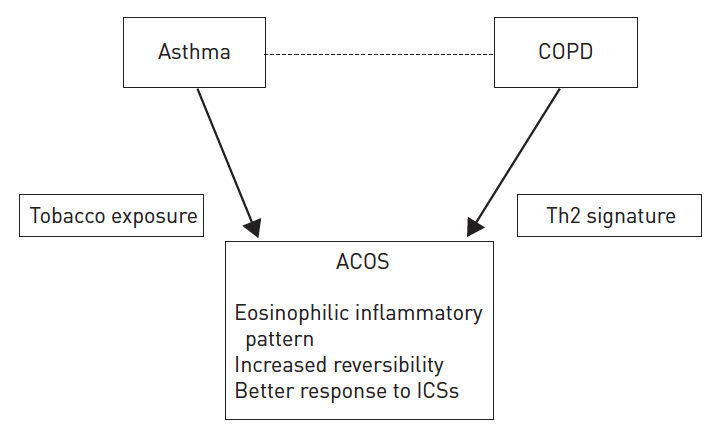 Asthma
COPD
Tobacco exposure
Th2 signature
ACOS
Eosinophilic inflammatory
pattern
Increased reversibility
Better response to ICSs